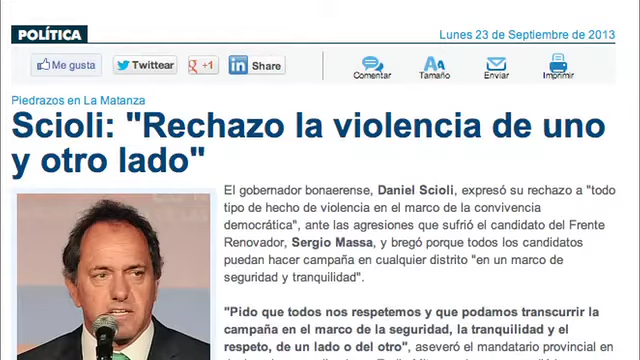 POLÍTICA
Lunes 23 de Septiembre de 2013
Me gusta
Twittear
g +1
in Share
Comentar
Tamaño
Enviar
Imprimir
Piedrazos en La Matanza
Scioli: "Rechazo la violencia de uno
y otro lado"
El gobernador bonaerense, Daniel Scioli, expresó su rechazo a "todo
tipo de hecho de violencia en el marco de la convivencia
democrática", ante las agresiones que sufrió el candidato del Frente
Renovador, Sergio Massa, y bregó porque todos los candidatos
puedan hacer campaña en cualquier distrito "en un marco de
seguridad y tranquilidad".
"Pido que todos nos respetemos y que podamos transcurrir la
campaña en el marco de la seguridad, la tranquilidad y el
respeto, de un lado o del otro", aseveró el mandatario provincial en